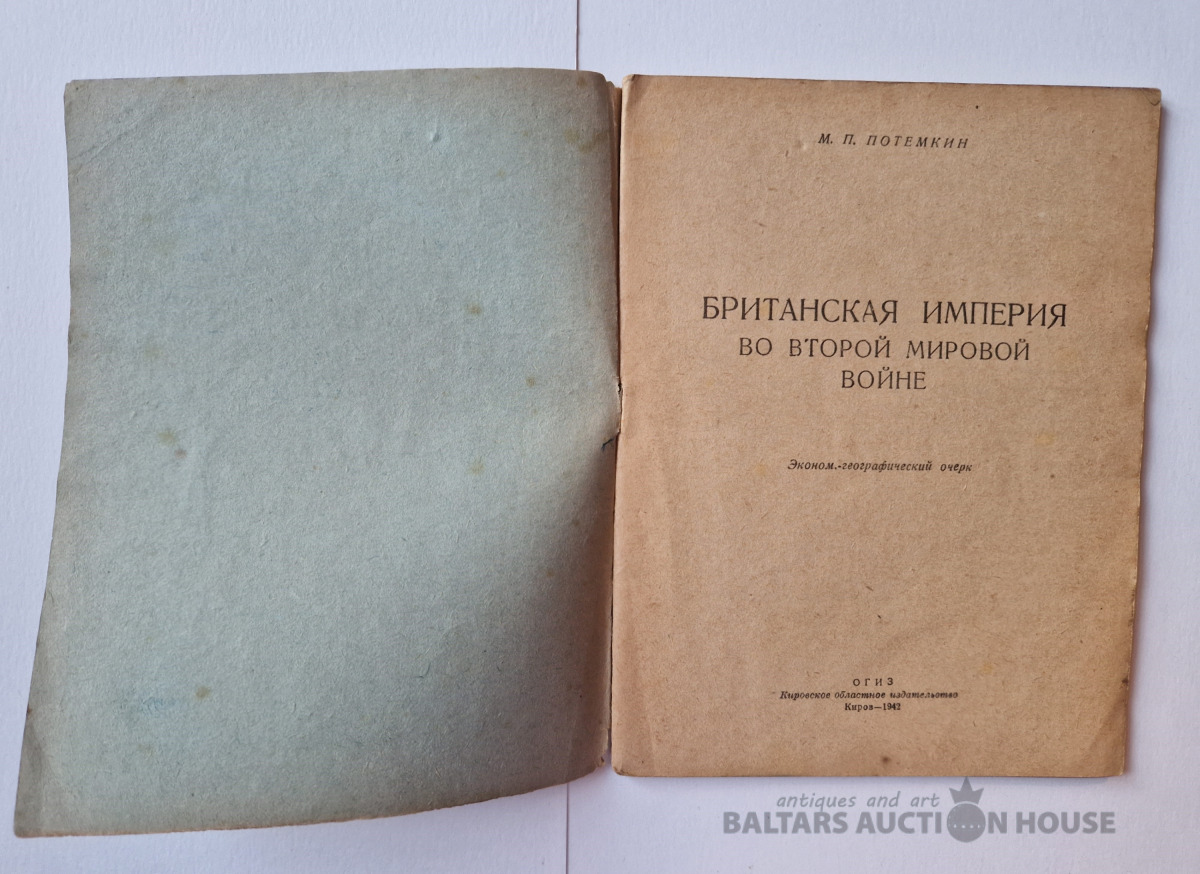 М. П. ПОТЕМКИН
БРИТАНСКАЯ ИМПЕРИЯ
ВО ВТОРОЙ МИРОВОЙ
ВОЙНЕ
Эконом.-географический очерк
ОГИЗ
Кировское областное издательство
Киров—1942
antiques and art
BALTARS AUCTION HOUSE